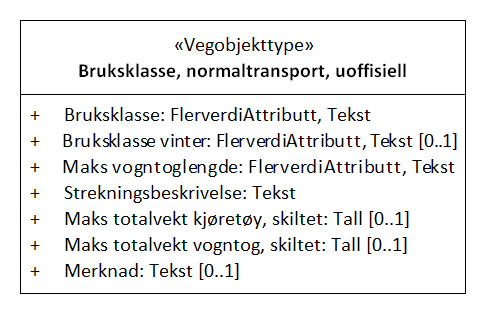 «Vegobjekttype»
Bruksklasse, normaltransport, uoffisiell
+ Bruksklasse: FlerverdiAttributt, Tekst
+ Bruksklasse vinter: FlerverdiAttributt, Tekst [0..1]
+ Maks vogntoglengde: FlerverdiAttributt, Tekst
+ Strekningsbeskrivelse: Tekst
+ Maks totalvekt kjøretøy, skiltet: Tall [0..1]
+ Maks totalvekt vogntog, skiltet: Tall [0..1]
+ Merknad: Tekst [0..1]